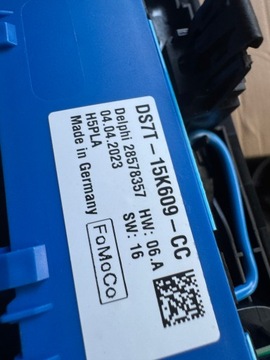 DS7T-15K609-CC
Delphi 28578357 HW: 06.A
04.04.2023 SW: 16
H5PLA
Made in Germany
FoMoCo